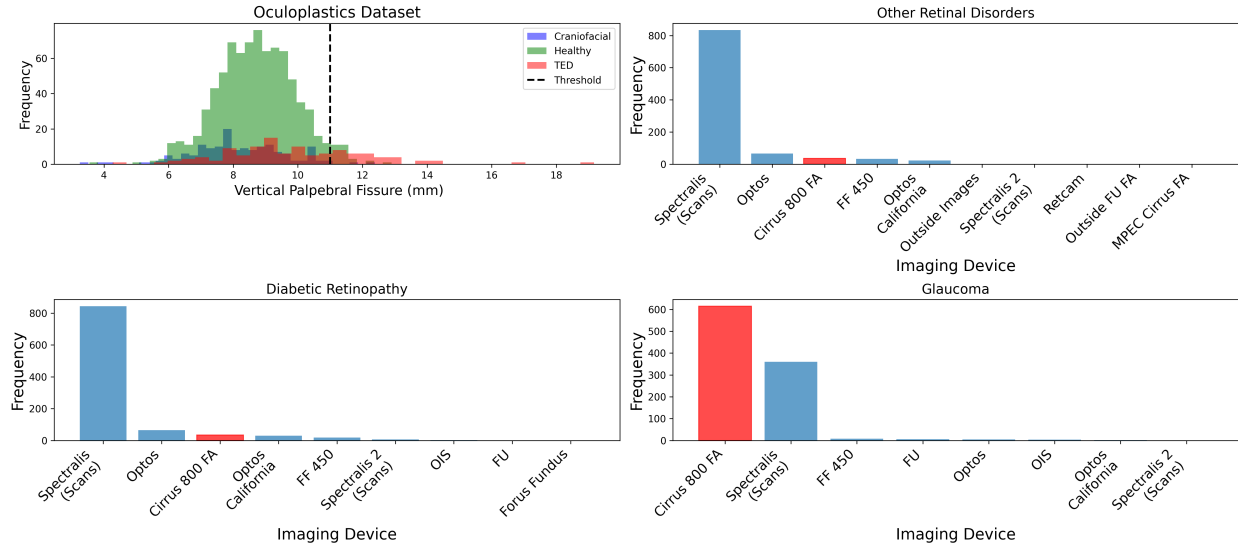 Oculoplastics Dataset
Frequency
60
40
20
0
4
6
8
10
12
14
16
18
Vertical Palpebral Fissure (mm)
Craniofacial
Healthy
TED
Threshold
Other Retinal Disorders
Frequency
800
600
400
200
0
Spectralis
(Scans)
Optos
Cirrus 800 FA
FF 450
Optos
California
Outside Images
Spectralis 2
(Scans)
Retcam
Outside FU FA
MPEC Cirrus FA
Imaging Device
Diabetic Retinopathy
Frequency
800
600
400
200
0
Spectralis
(Scans)
Optos
Cirrus 800 FA
Optos
California
FF 450
Spectralis 2
(Scans)
OIS
FU
Forus Fundus
Imaging Device
Glaucoma
Frequency
600
500
400
300
200
100
0
Cirrus 800 FA
Spectralis
(Scans)
FF 450
FU
Optos
OIS
Optos
California
Spectralis 2
(Scans)
Imaging Device